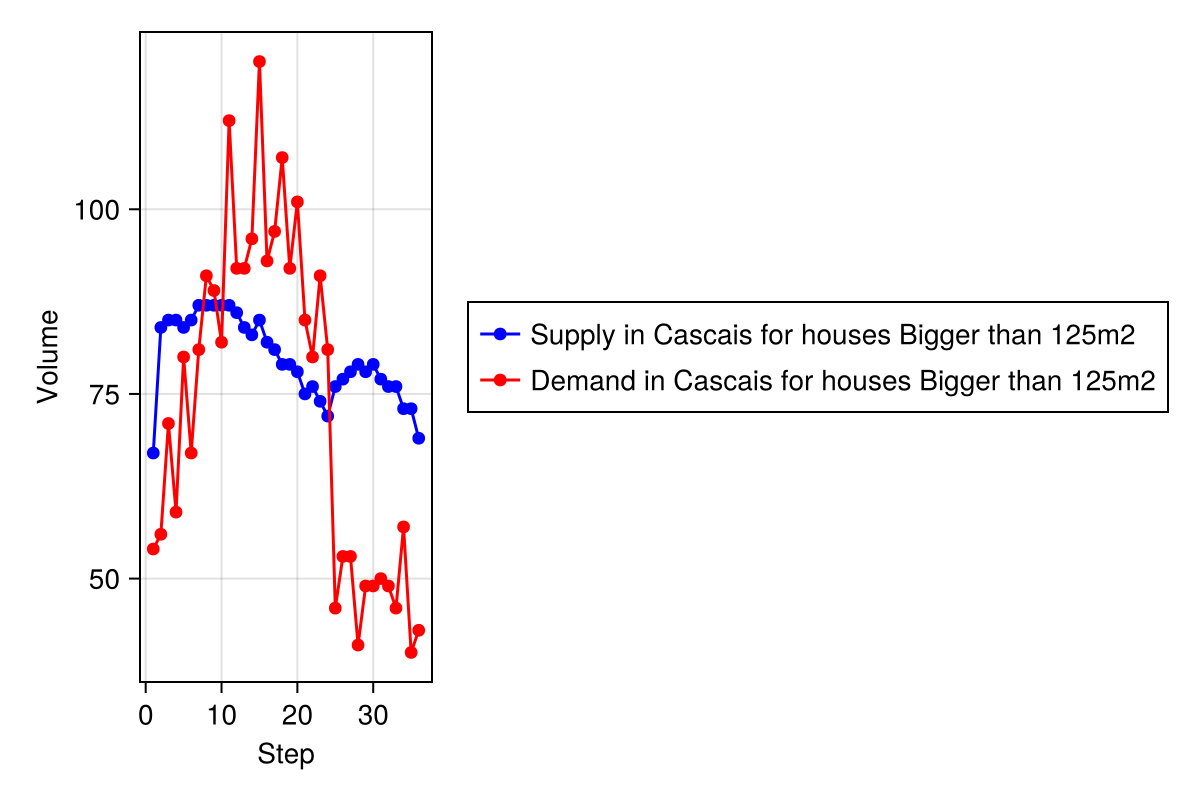 100
75
50
Volume
0 10 20 30
Step
Supply in Cascais for houses Bigger than 125m2
Demand in Cascais for houses Bigger than 125m2